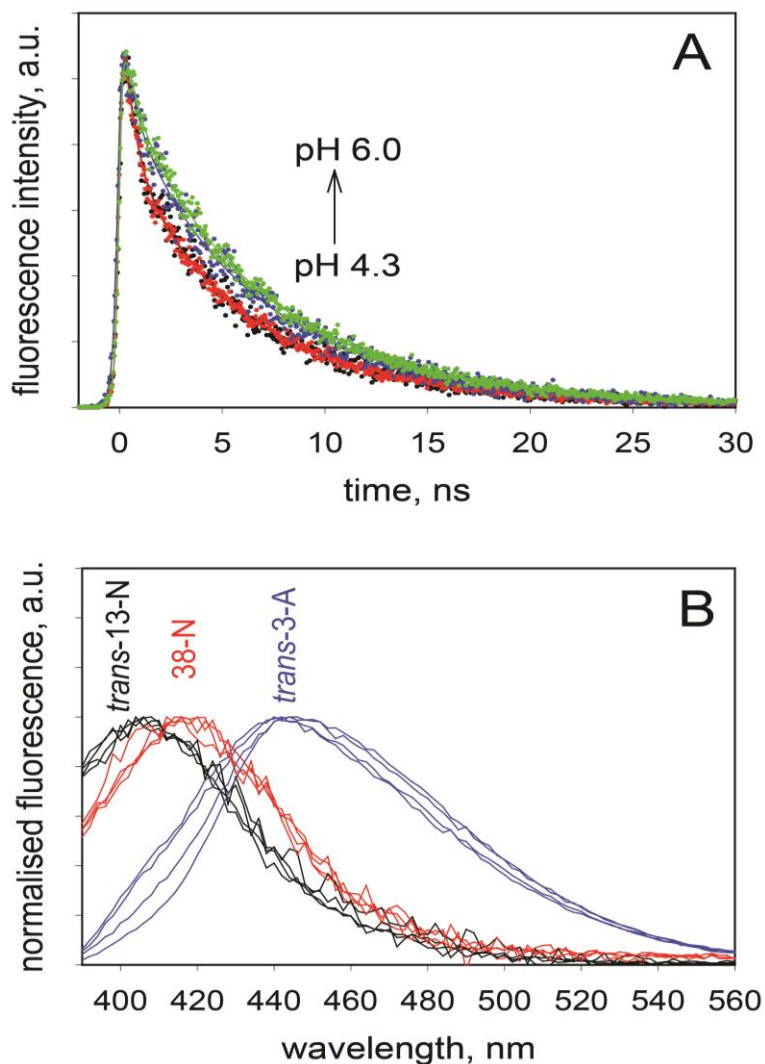 A
fluorescence intensity, a.u.
pH 6.0
pH 4.3
0 5 10 15 20 25 30
time, ns
B
normalised fluorescence, a.u.
trans-13-N
38-N
trans-3-A
400 420 440 460 480 500 520 540 560
wavelength, nm